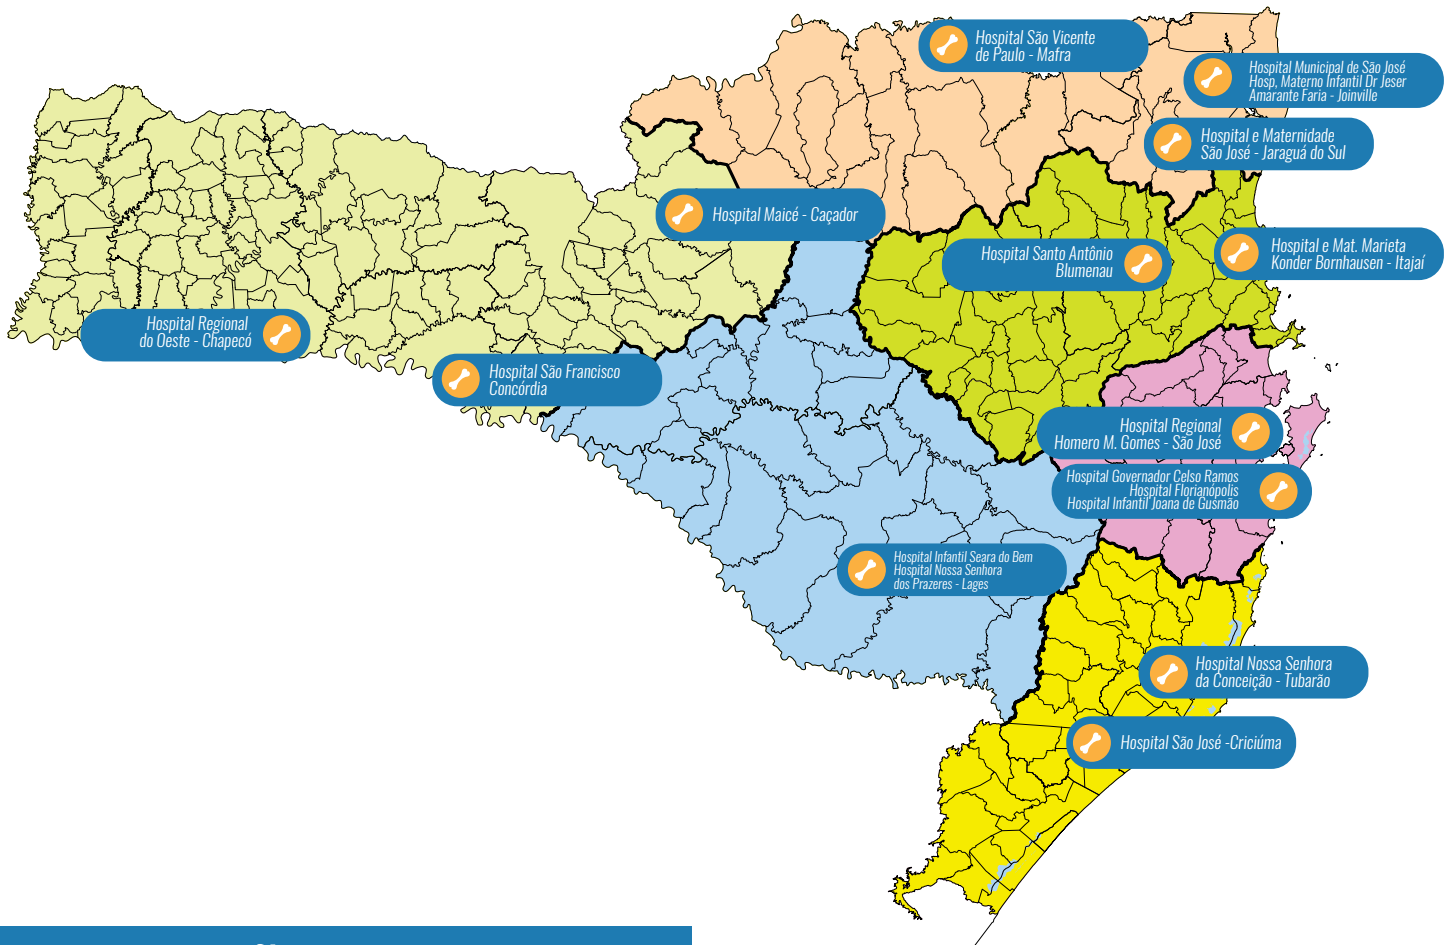 Hospital São Vicente
de Paulo - Mafra
Hospital Municipal de São José
Hosp, Materno Infantil Dr Jeser
Amarante Faria - Joinville
Hospital e Maternidade
São José - Jaraguá do Sul
Hospital Maicé - Caçador
Hospital Santo Antônio
Blumenau
Hospital e Mat. Marieta
Konder Bornhausen - Itajaí
Hospital Regional
do Oeste - Chapecó
Hospital São Francisco
Concórdia
Hospital Regional
Homero M. Gomes - São José
Hospital Governador Celso Ramos
Hospital Florianópolis
Hospital Infantil Joana de Gusmão
Hospital Infantil Seara do Bem
Hospital Nossa Senhora
dos Prazeres - Lages
Hospital Nossa Senhora
da Conceição - Tubarão
Hospital São José -Criciúma